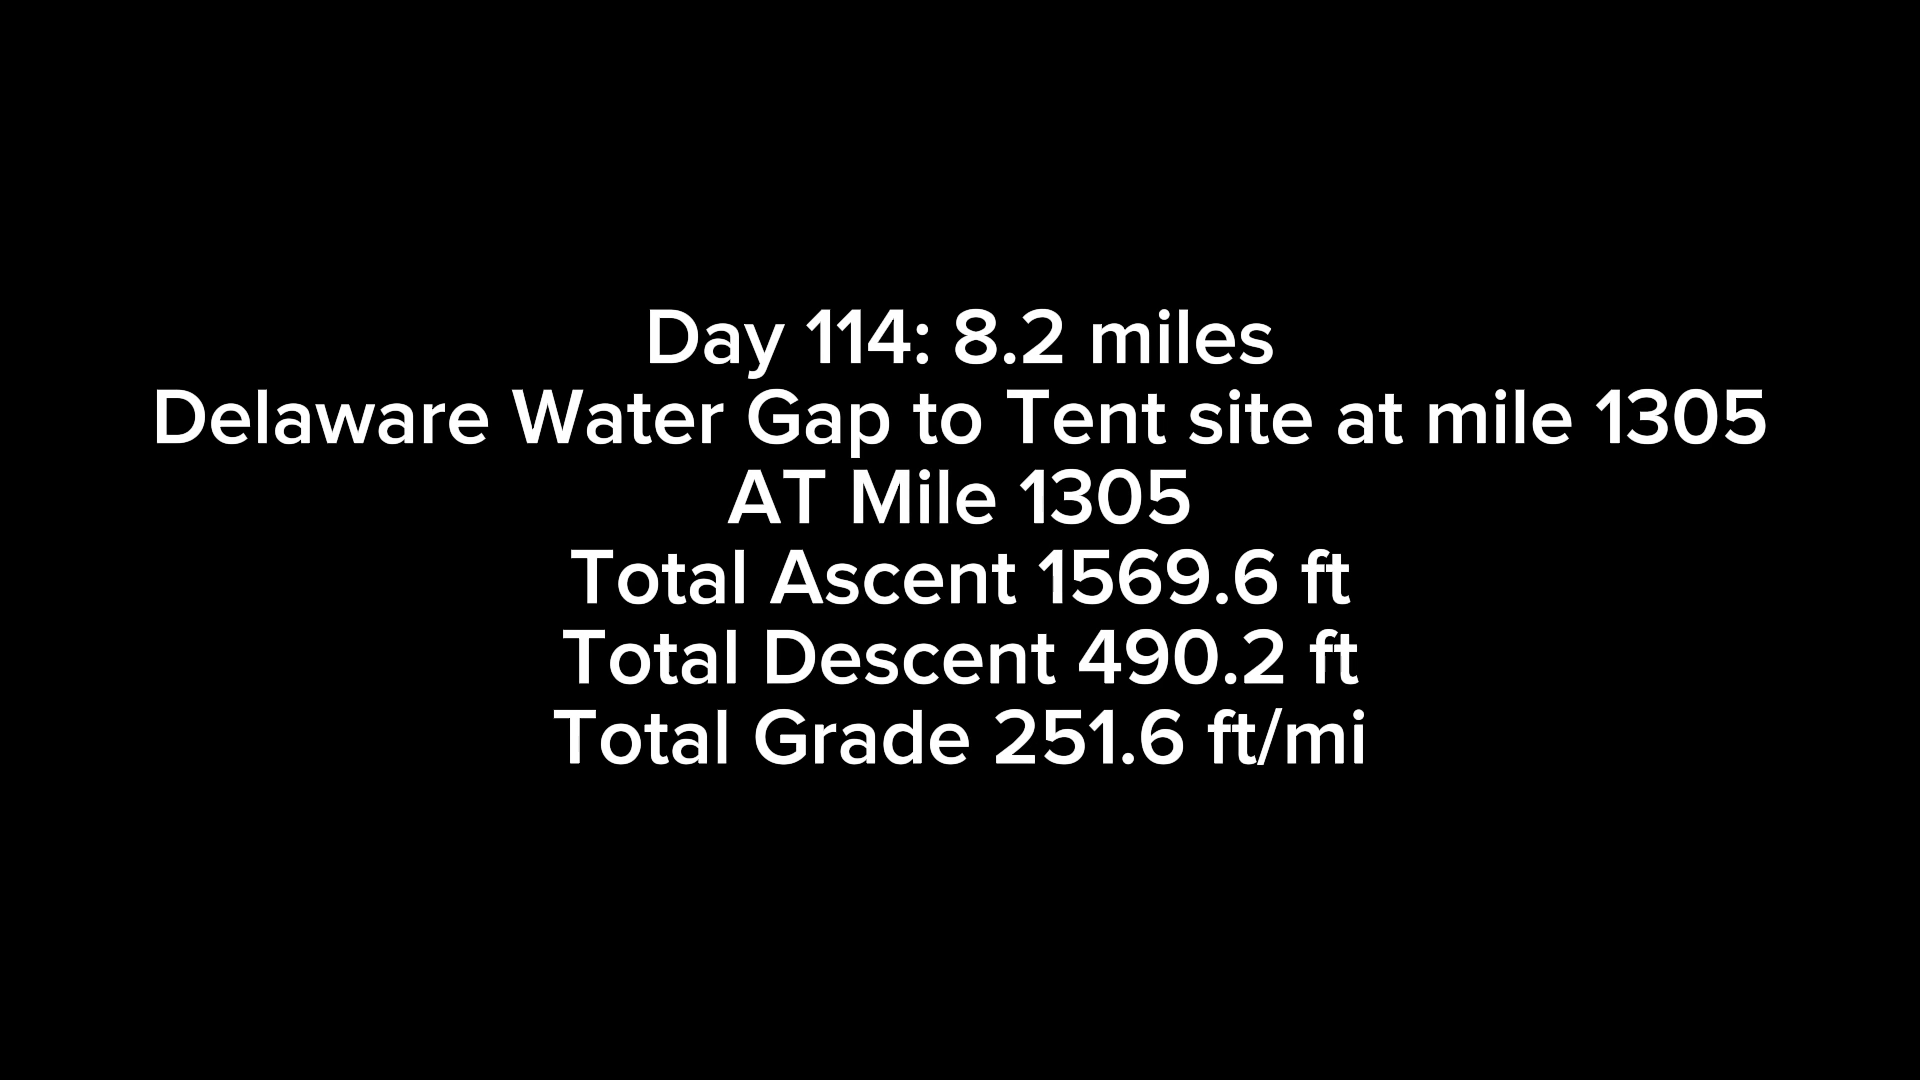 Day 114: 8.2 miles
Delaware Water Gap to Tent site at mile 1305
AT Mile 1305
Total Ascent 1569.6 ft
Total Descent 490.2 ft
Total Grade 251.6 ft/mi